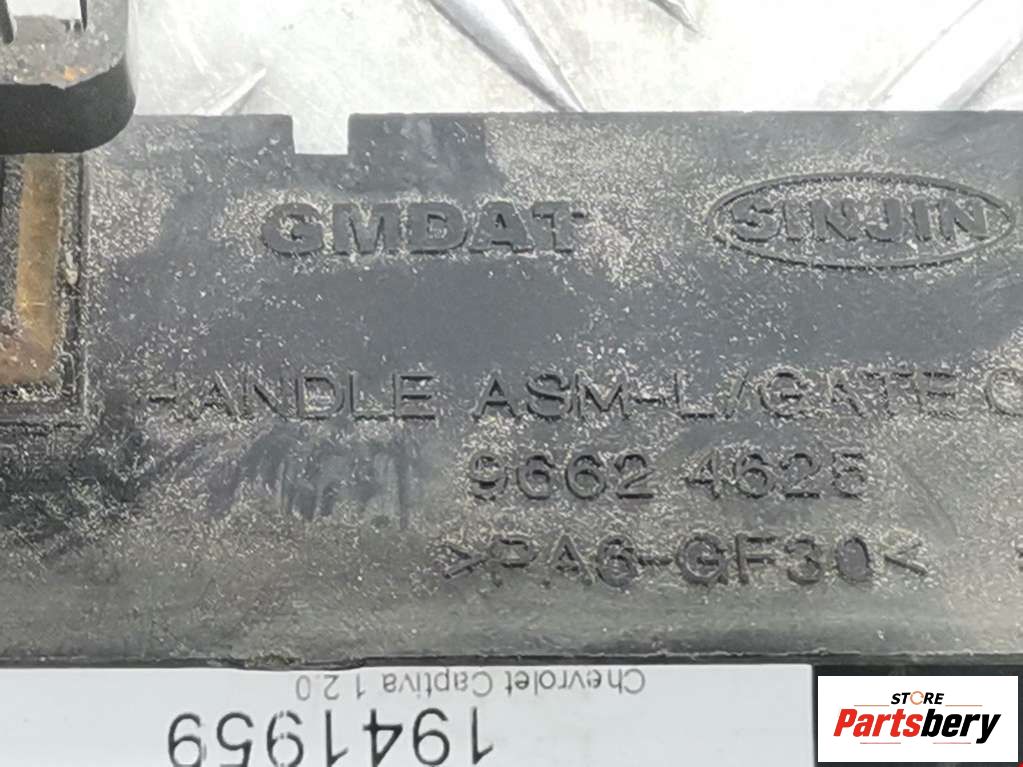 GMDAT SINJIN
HANDLE ASM-L/GATE
9662 4625
>PA6-GF30<
Chevrolet Captiva 1 2.0
1941959
STORE
Partsbery